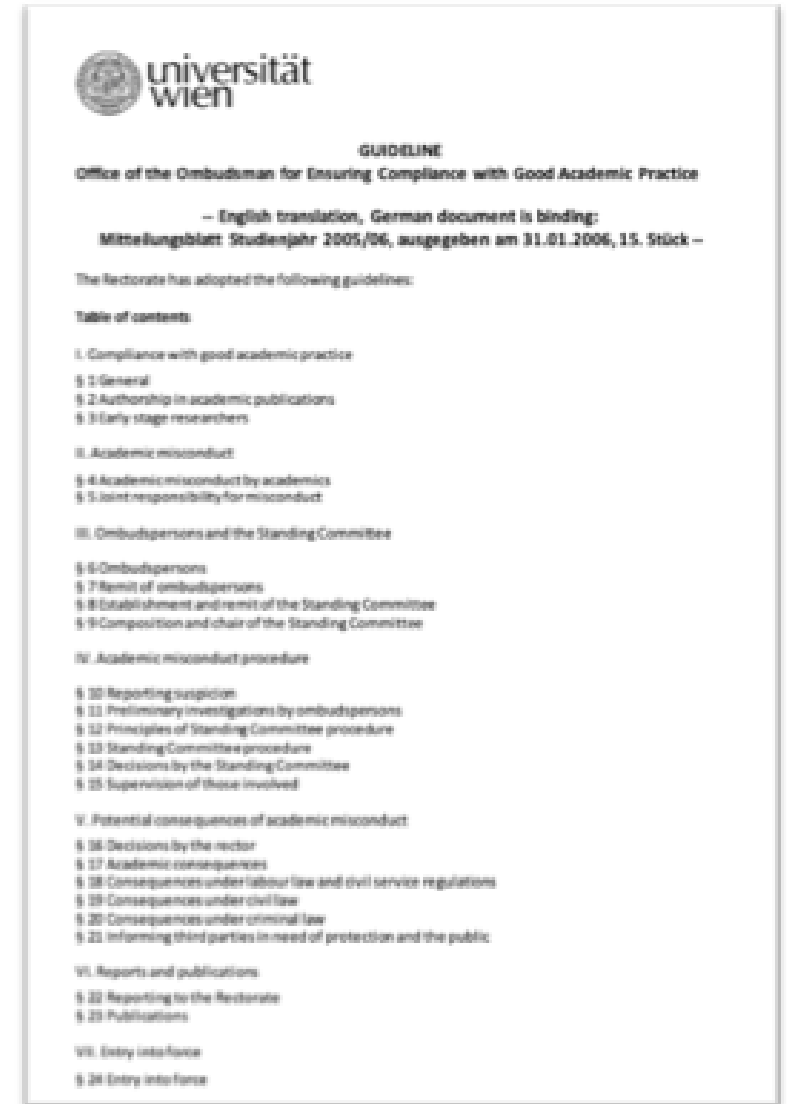 universität
wien
GUIDELINE
Office of the Ombudsman for Ensuring Compliance with Good Academic Practice
-- English translation, German document is binding:
Mitteilungsblatt Studienjahr 2005/06, ausgegeben am 31.01.2006, 15. Stück --
The Rectorate has adopted the following guidelines:
Table of contents
I. Compliance with good academic practice
§ 1 General
§ 2 Authorship in academic publications
§ 3 Early stage researchers
II. Academic misconduct
§ 4 Academic misconduct by academics
§ 5 Joint responsibility for misconduct
III. Ombudspersons and the Standing Committee
§ 6 Ombudspersons
§ 7 Remit of ombudspersons
§ 8 Establishment and remit of the Standing Committee
§ 9 Composition and chair of the Standing Committee
IV. Academic misconduct procedure
§ 10 Reporting suspicion
§ 11 Preliminary investigations by ombudspersons
§ 12 Principles of Standing Committee procedure
§ 13 Standing Committee procedure
§ 14 Decisions by the Standing Committee
§ 15 Supervision of those involved
V. Potential consequences of academic misconduct
§ 16 Decisions by the rector
§ 17 Academic consequences
§ 18 Consequences under labour law and civil service regulations
§ 19 Consequences under civil law
§ 20 Consequences under criminal law
§ 21 Informing third parties in need of protection and the public
VI. Reports and publications
§ 22 Reporting to the Rectorate
§ 23 Publications
VII. Entry into force
§ 24 Entry into force